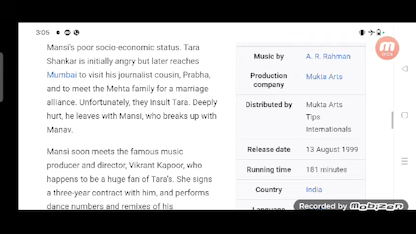 3:05
Mansi's poor socio-economic status. Tara
Shankar is initially angry but later reaches
Mumbai to visit his journalist cousin, Prabha,
and to meet the Mehta family for a marriage
alliance. Unfortunately, they insult Tara. Deeply
hurt, he leaves with Mansi, who breaks up with
Manav.
Mansi soon meets the famous music
producer and director, Vikrant Kapoor, who
happens to be a huge fan of Tara's. She signs
a three-year contract with him, and performs
dance numbers and remixes of his
Music by A. R. Rahman
Production company Mukta Arts
Distributed by Mukta Arts
Tips
Internationals
Release date 13 August 1999
Running time 181 minutes
Country India
Language
Recorded by Mobizen